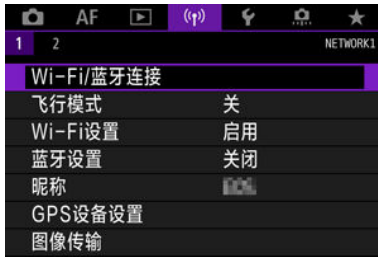 AF
1 2 NETWORK1
Wi-Fi/蓝牙连接
飞行模式 关
Wi-Fi设置 启用
蓝牙设置 关闭
昵称
GPS设备设置
图像传输